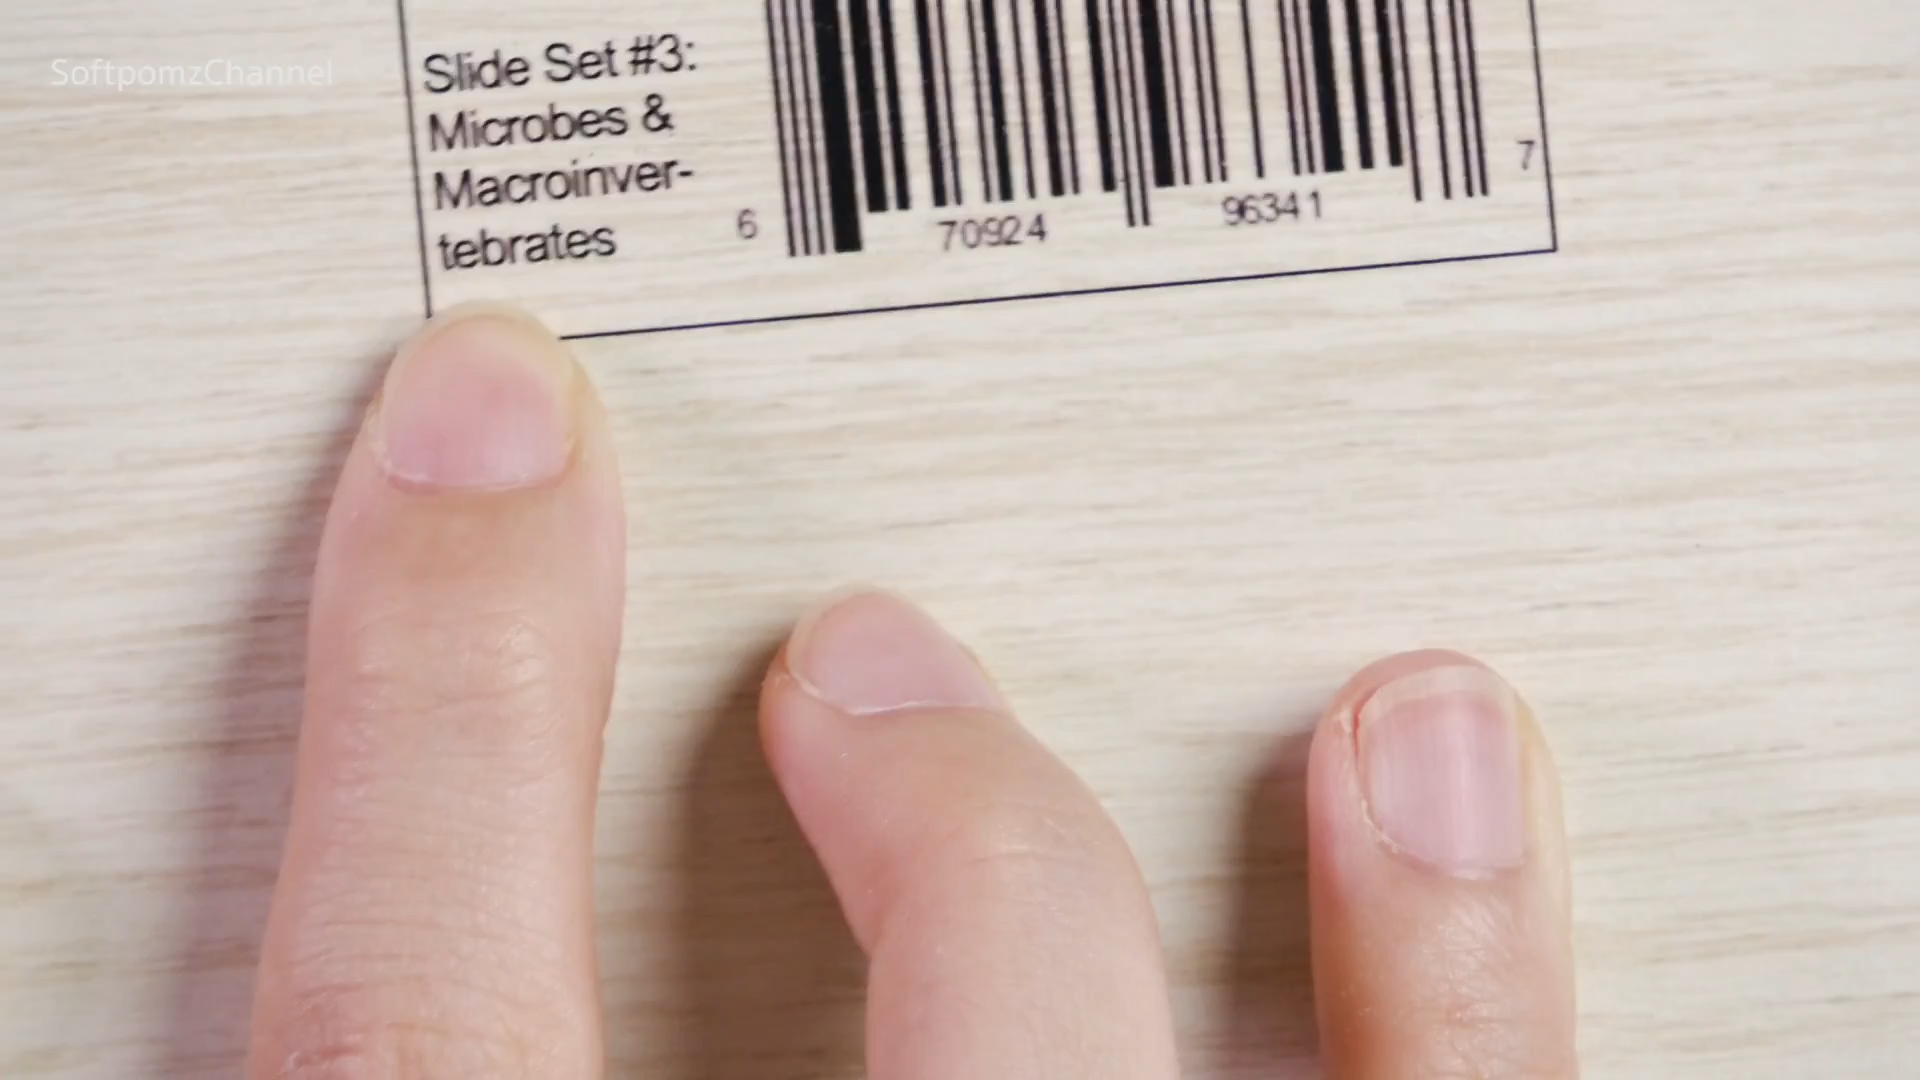 SoftpomzChannel
Slide Set #3:
Microbes &
Macroinver-
tebrates
6 70924 96341 7